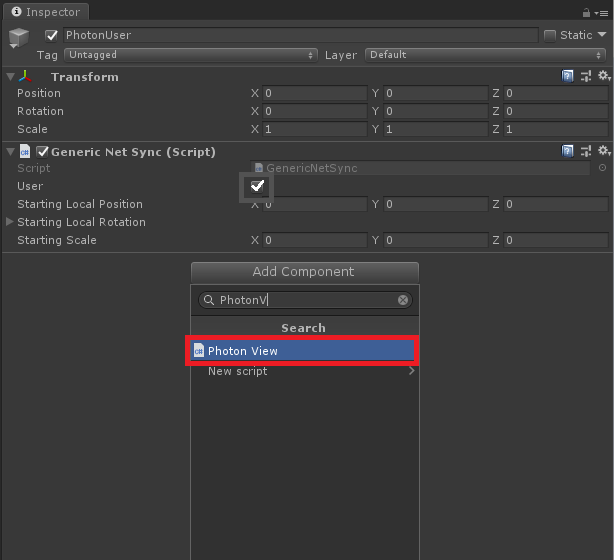 Inspector
PhotonUser Static
Tag Untagged Layer Default
Transform
Position X 0 Y 0 Z 0
Rotation X 0 Y 0 Z 0
Scale X 1 Y 1 Z 1
Generic Net Sync (Script)
Script GenericNetSync
User
Starting Local Position X 0 Y 0 Z 0
Starting Local Rotation
Starting Scale X 0 Y 0 Z 0
Add Component
PhotonV
Search
Photon View
New script